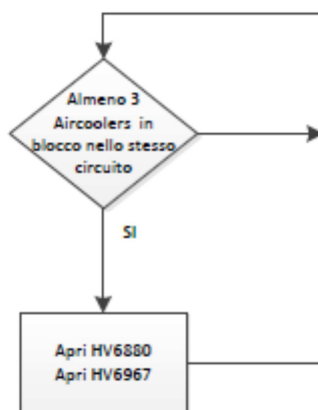 Almeno 3
Aircoolers in
blocco nello stesso
circuito
SI
Apri HV6880
Apri HV6967